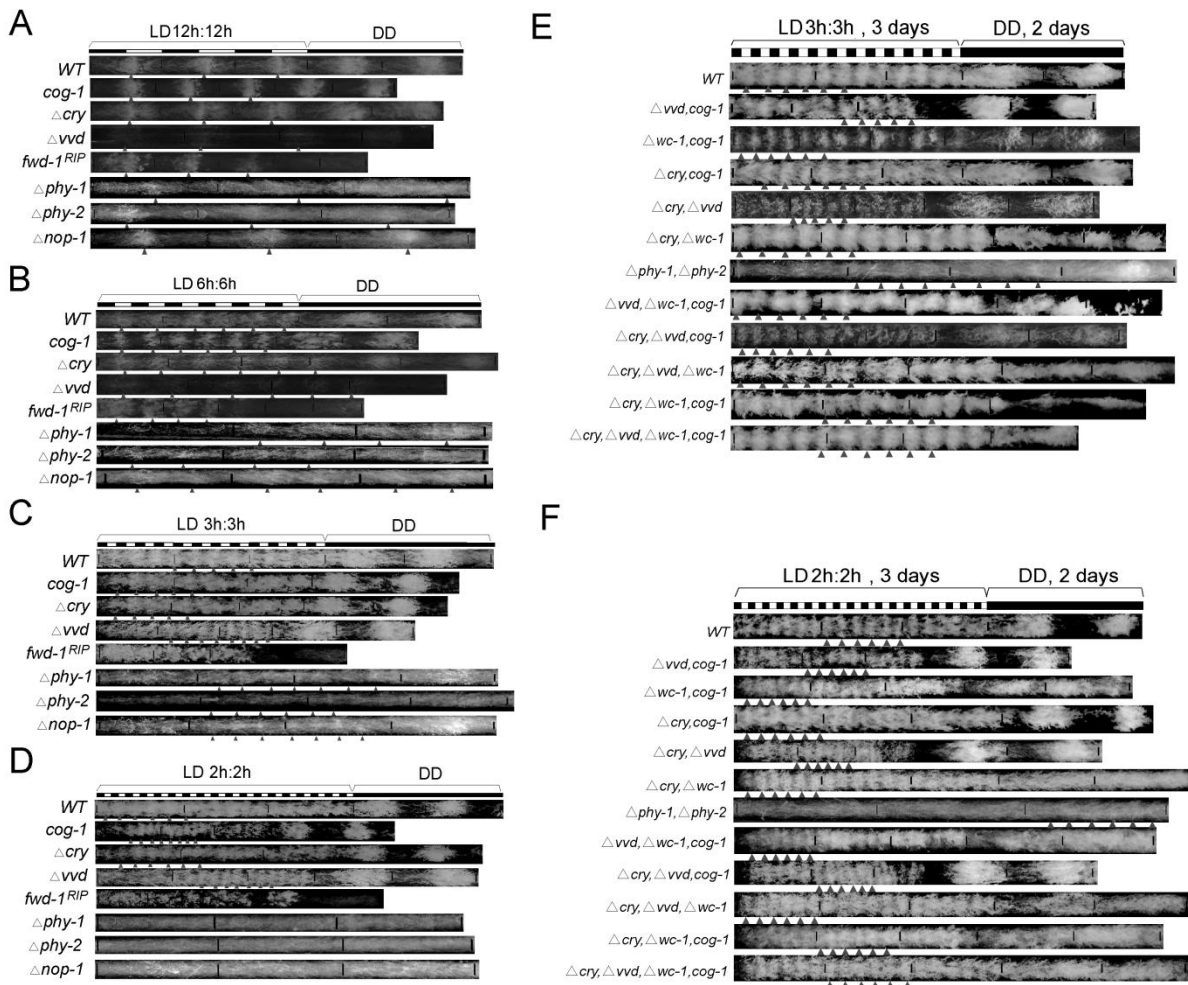 A
LD 12h:12h DD
WT
cog-1
△cry
△vvd
fwd-1RIP
△phy-1
△phy-2
△nop-1
B
LD 6h:6h DD
WT
cog-1
△cry
△vvd
fwd-1RIP
△phy-1
△phy-2
△nop-1
C
LD 3h:3h DD
WT
cog-1
△cry
△vvd
fwd-1RIP
△phy-1
△phy-2
△nop-1
D
LD 2h:2h DD
WT
cog-1
△cry
△vvd
fwd-1RIP
△phy-1
△phy-2
△nop-1
E
LD 3h:3h , 3 days DD, 2 days
WT
△vvd,cog-1
△wc-1,cog-1
△cry,cog-1
△cry,△vvd
△cry,△wc-1
△phy-1,△phy-2
△vvd,△wc-1,cog-1
△cry,△vvd,cog-1
△cry,△vvd,△wc-1
△cry,△wc-1,cog-1
△cry,△vvd,△wc-1,cog-1
F
LD 2h:2h , 3 days DD, 2 days
WT
△vvd,cog-1
△wc-1,cog-1
△cry,cog-1
△cry,△vvd
△cry,△wc-1
△phy-1,△phy-2
△vvd,△wc-1,cog-1
△cry,△vvd,cog-1
△cry,△vvd,△wc-1
△cry,△wc-1,cog-1
△cry,△vvd,△wc-1,cog-1